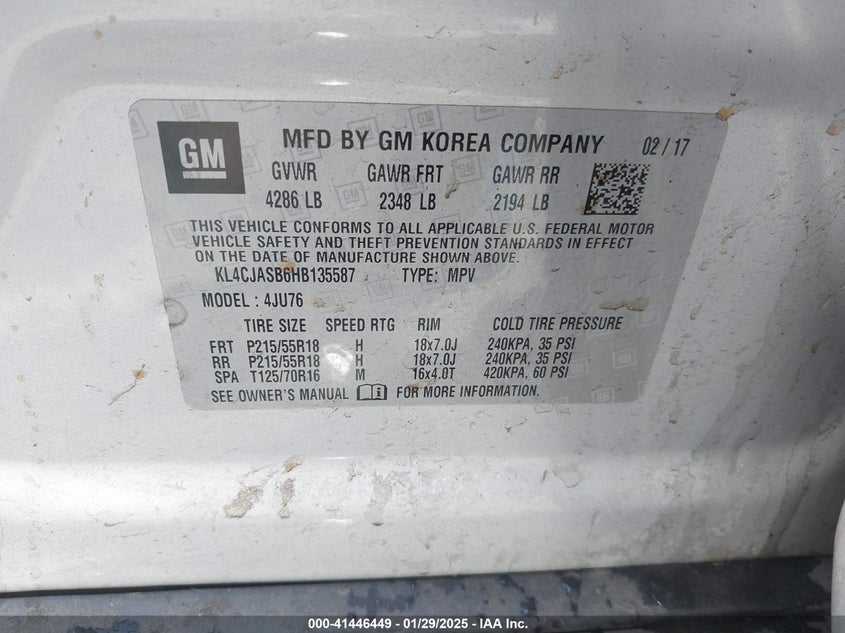 GM MFD BY GM KOREA COMPANY 02 / 17
GVWR GAWR FRT GAWR RR
4286 LB 2348 LB 2194 LB
THIS VEHICLE CONFORMS TO ALL APPLICABLE U.S. FEDERAL MOTOR
VEHICLE SAFETY AND THEFT PREVENTION STANDARDS IN EFFECT
ON THE DATE OF MANUFACTURE SHOWN ABOVE.
KL4CJASB6HB135587 TYPE: MPV
MODEL : 4JU76
TIRE SIZE SPEED RTG RIM COLD TIRE PRESSURE
FRT P215/55R18 H 18x7.0J 240KPA, 35 PSI
RR P215/55R18 H 18x7.0J 240KPA, 35 PSI
SPA T125/70R16 M 16x4.0T 420KPA, 60 PSI
SEE OWNER'S MANUAL FOR MORE INFORMATION.
000-41446449 - 01/29/2025 - IAAI.com